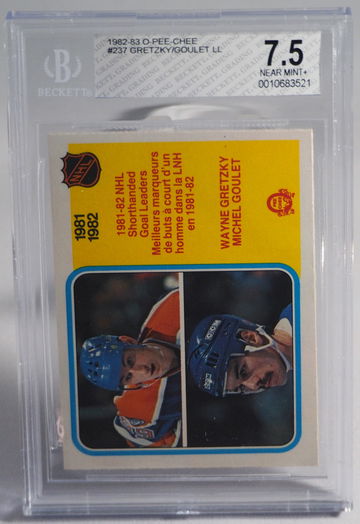 1982-83 O-PEE-CHEE
#237 GRETZKY/GOULET LL
BECKETT
7.5
NEAR MINT+
0010683521
NHL
1981
1982
1981-82 NHL
Shorthanded
Goal Leaders
Meilleurs marqueurs
de buts à court d'un
homme dans la LNH
en 1981-82
WAYNE GRETZKY
MICHEL GOULET